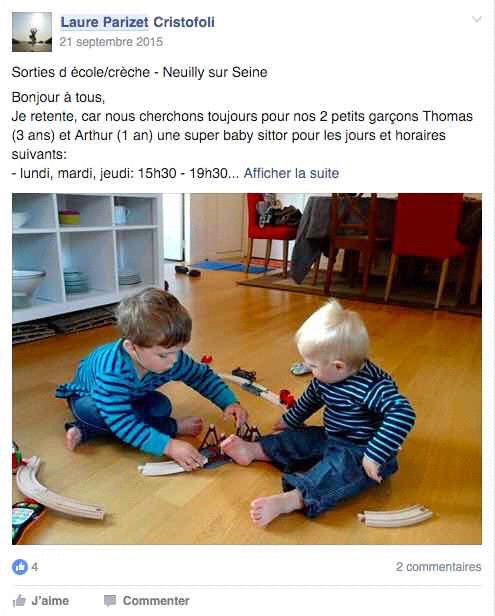 Laure Parizet Cristofoli
21 septembre 2015
Sorties d école/crèche - Neuilly sur Seine
Bonjour à tous,
Je retente, car nous cherchons toujours pour nos 2 petits garçons Thomas
(3 ans) et Arthur (1 an) une super baby sittor pour les jours et horaires
suivants:
- lundi, mardi, jeudi: 15h30 - 19h30... Afficher la suite
4
2 commentaires
J'aime
Commenter